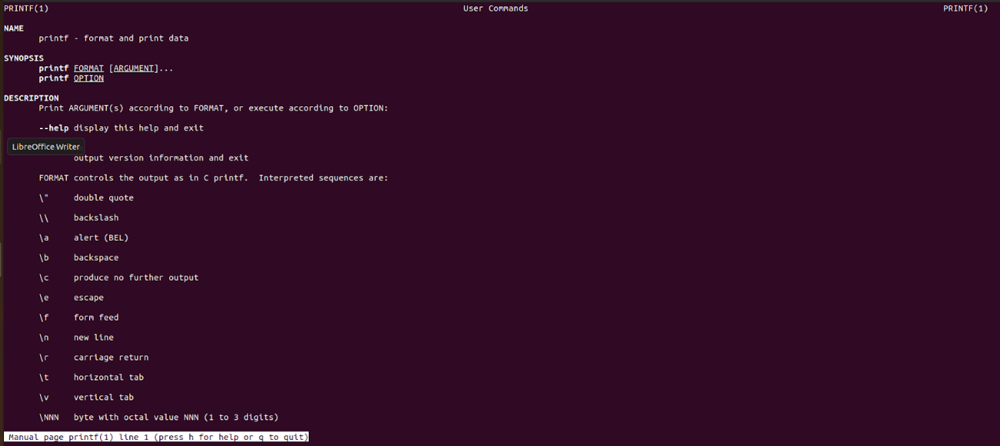 PRINTF(1) User Commands PRINTF(1)
NAME
printf - format and print data
SYNOPSIS
printf FORMAT [ARGUMENT]...
printf OPTION
DESCRIPTION
Print ARGUMENT(s) according to FORMAT, or execute according to OPTION:
--help display this help and exit
LibreOffice Writer
output version information and exit
FORMAT controls the output as in C printf. Interpreted sequences are:
\" double quote
\\ backslash
\a alert (BEL)
\b backspace
\c produce no further output
\e escape
\f form feed
\n new line
\r carriage return
\t horizontal tab
\v vertical tab
\NNN byte with octal value NNN (1 to 3 digits)
Manual page printf(1) line 1 (press h for help or q to quit)